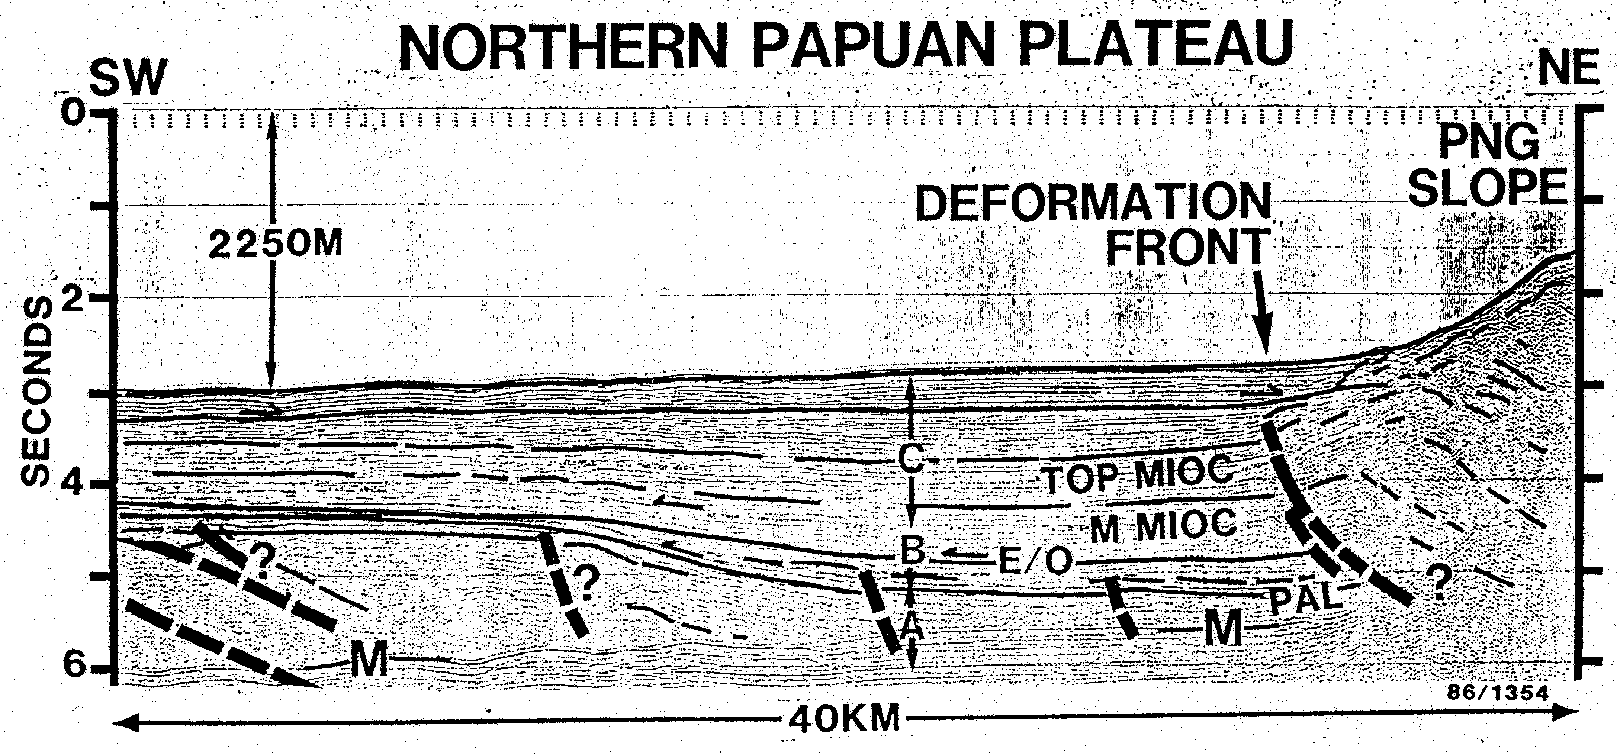 NORTHERN PAPUAN PLATEAU
SW
NE
0
PNG
SLOPE
DEFORMATION
FRONT
2250M
2
SECONDS
C
TOP MIOC
4
M MIOC
B
E/O
?
?
?
PAL
A
M
M
6
86/1354
40KM